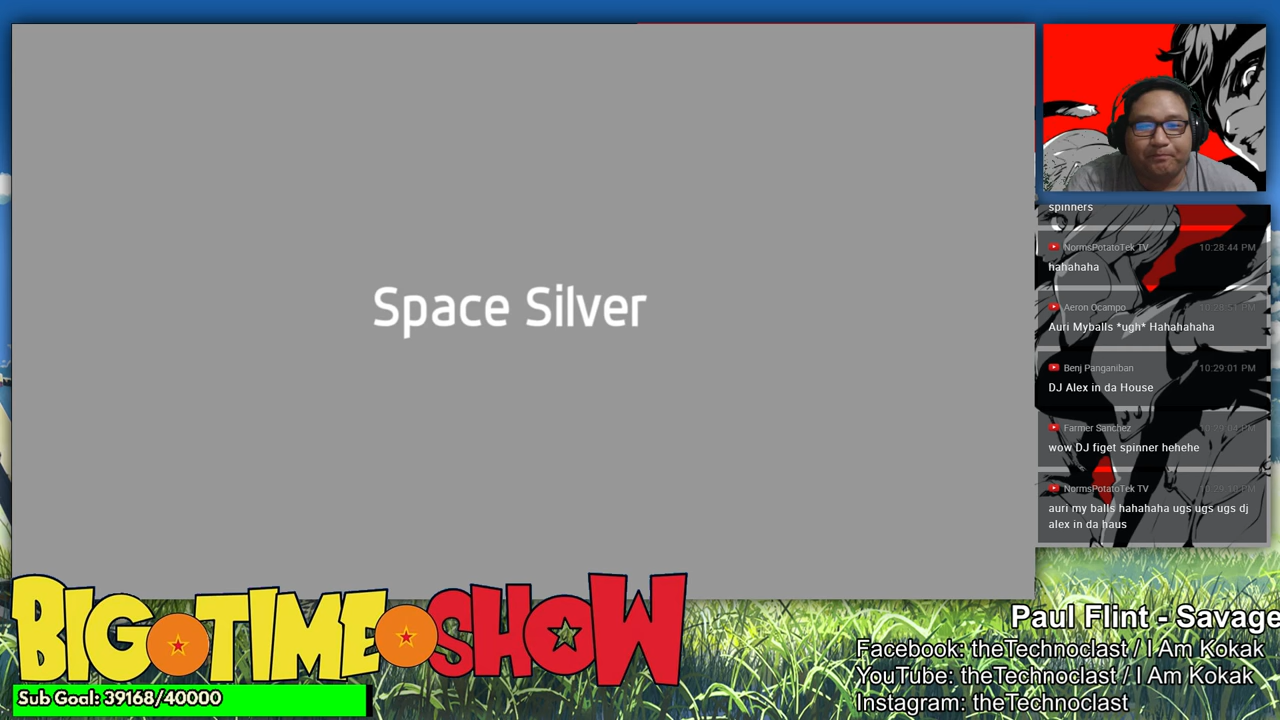 Space Silver
spinners
NormsPotatoTek TV 10:28:44 PM
hahahaha
Aeron Ocampo
Auri Myballs *ugh* Hahahahaha
Benj Panganiban 10:29:01 PM
DJ Alex in da House
Farmer Sanchez
wow DJ figet spinner hehehe
NormsPotatoTek TV
auri my balls hahahaha ugs ugs ugs dj
alex in da haus
BIG TIME SHOW
Sub Goal: 39168/40000
Paul Flint - Savage
Facebook: theTechnoclast / I Am Kokak
YouTube: theTechnoclast / I Am Kokak
Instagram: theTechnoclast